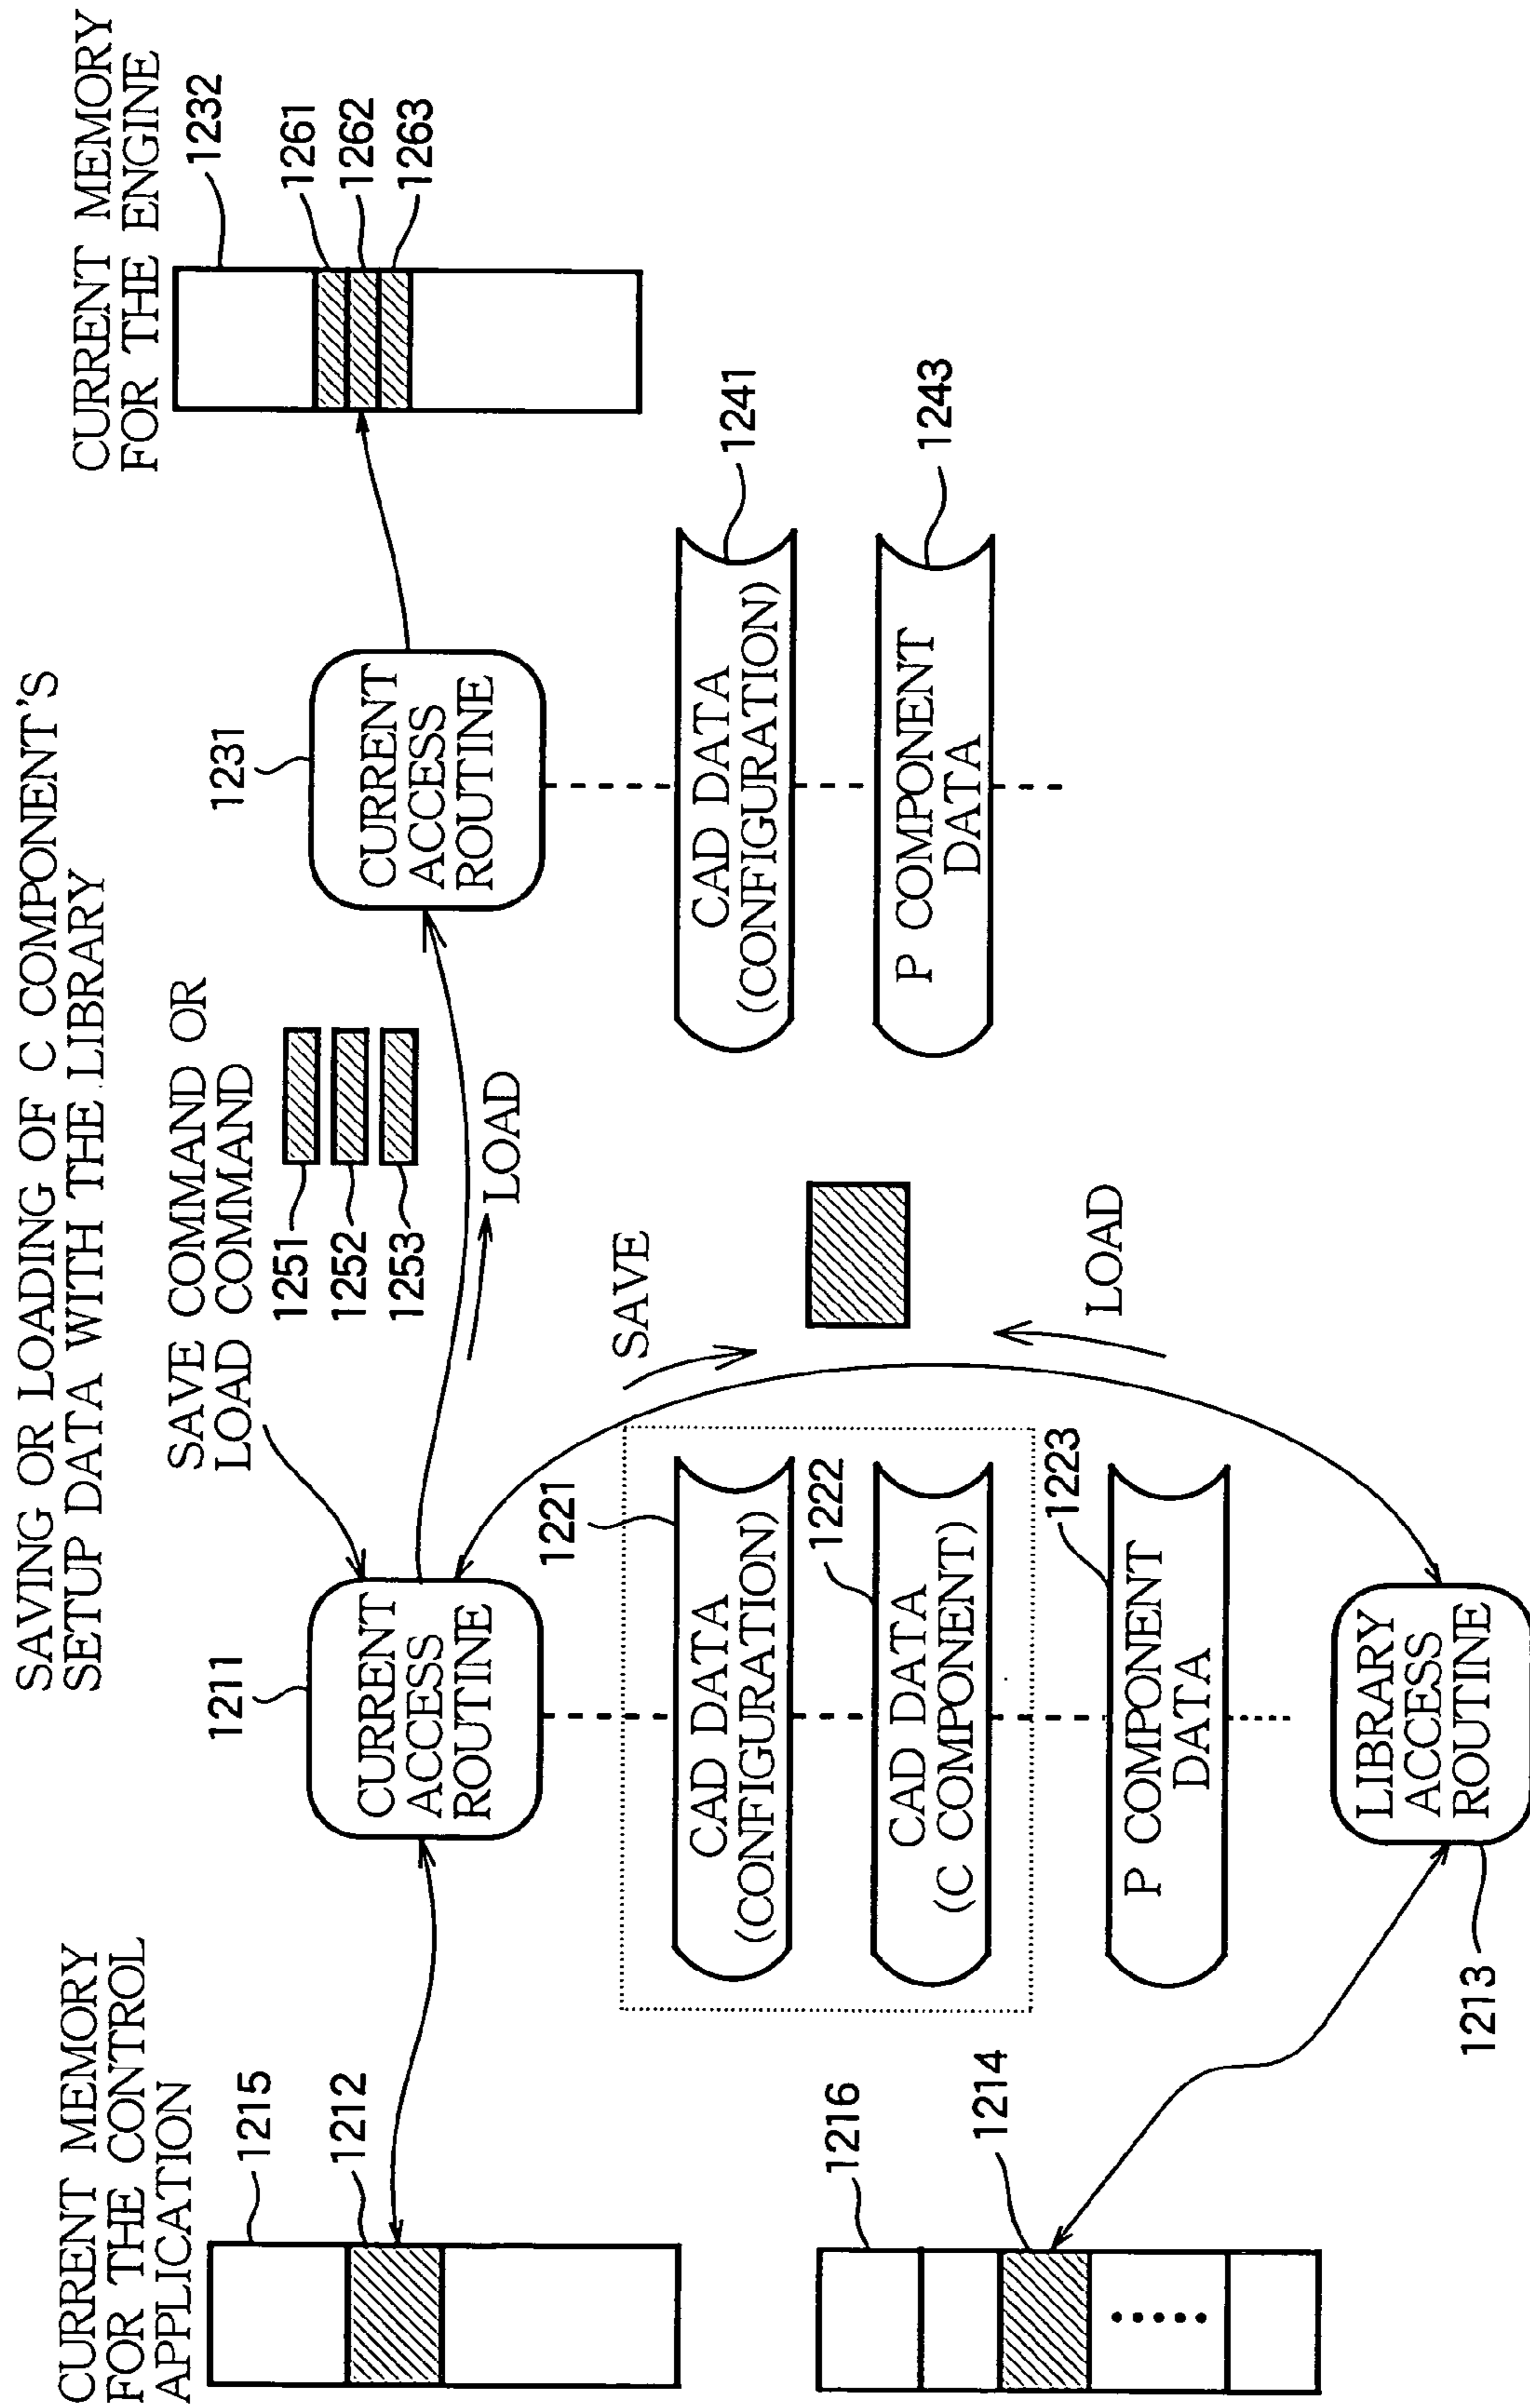 SAVING OR LOADING OF C COMPONENT'S
SETUP DATA WITH THE LIBRARY
CURRENT MEMORY
FOR THE CONTROL
APPLICATION
1215
1212
1211
CURRENT
ACCESS
ROUTINE
SAVE COMMAND OR
LOAD COMMAND
1251
1252
1253
LOAD
1231
CURRENT
ACCESS
ROUTINE
CURRENT MEMORY
FOR THE ENGINE
1232
1261
1262
1263
1221
CAD DATA
(CONFIGURATION)
1222
CAD DATA
(C COMPONENT)
1223
P COMPONENT
DATA
SAVE
LOAD
CAD DATA
(CONFIGURATION)
1241
P COMPONENT
DATA
1243
1216
1214
1213
LIBRARY
ACCESS
ROUTINE